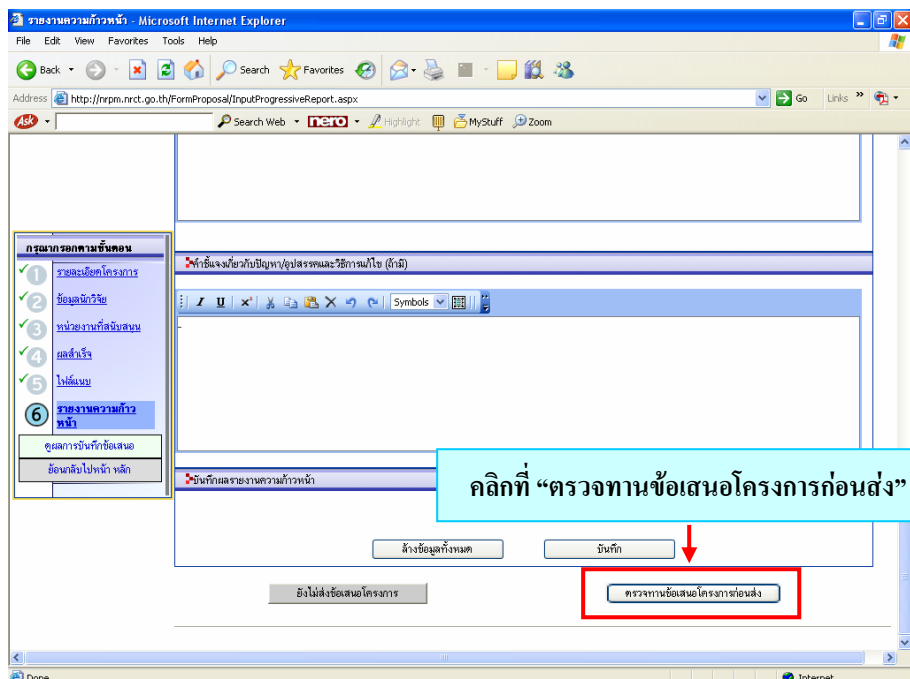 รายงานความก้าวหน้า - Microsoft Internet Explorer
File Edit View Favorites Tools Help
Back Search Favorites
Address http://nrpm.nrct.go.th/FormProposal/InputProgressiveReport.aspx Go Links
Ask Search Web nero Highlight MyStuff Zoom
กรุณากรอกตามขั้นตอน
1 รายละเอียดโครงการ
2 ข้อมูลนักวิจัย
3 หน่วยงานที่สนับสนุน
4 ผลสำเร็จ
5 ไฟล์แนบ
6 รายงานความก้าว
หน้า
ดูผลการบันทึกข้อเสนอ
ย้อนกลับไปหน้า หลัก
คำชี้แจงเกี่ยวกับปัญหา/อุปสรรคและวิธีการแก้ไข (ถ้ามี)
I U x² Symbols
-
บันทึกผลรายงานความก้าวหน้า
คลิกที่ “ตรวจทานข้อเสนอโครงการก่อนส่ง”
ล้างข้อมูลทั้งหมด บันทึก
ยังไม่ส่งข้อเสนอโครงการ ตรวจทานข้อเสนอโครงการก่อนส่ง
Done Internet